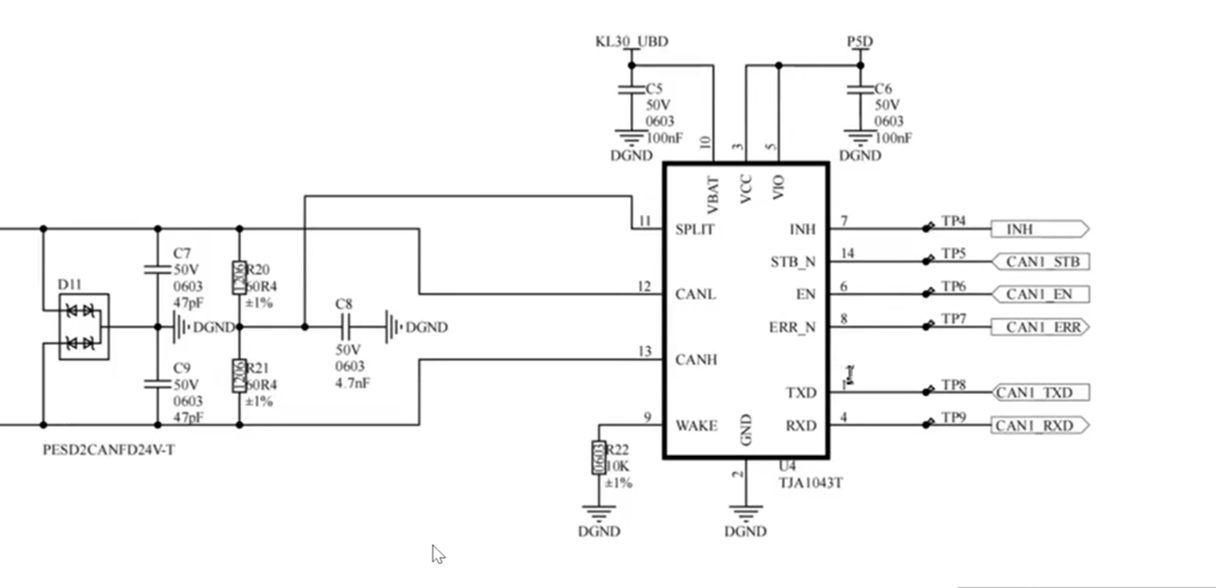 KL30_UBD
P5D
C5
50V
0603
100nF
DGND
C6
50V
0603
100nF
DGND
10
3
5
VBAT
VCC
VIO
11
SPLIT
INH
7
TP4
INH
STB_N
14
TP5
CAN1_STB
12
CANL
EN
6
TP6
CAN1_EN
ERR_N
8
TP7
CAN1_ERR
13
CANH
TXD
1
TP8
CAN1_TXD
9
WAKE
GND
RXD
4
TP9
CAN1_RXD
C7
50V
0603
47pF
D11
1206
R20
60R4
±1%
DGND
C8
50V
0603
4.7nF
DGND
C9
50V
0603
47pF
1206
R21
60R4
±1%
PESD2CANFD24V-T
0603
R22
10K
±1%
DGND
2
DGND
U4
TJA1043T